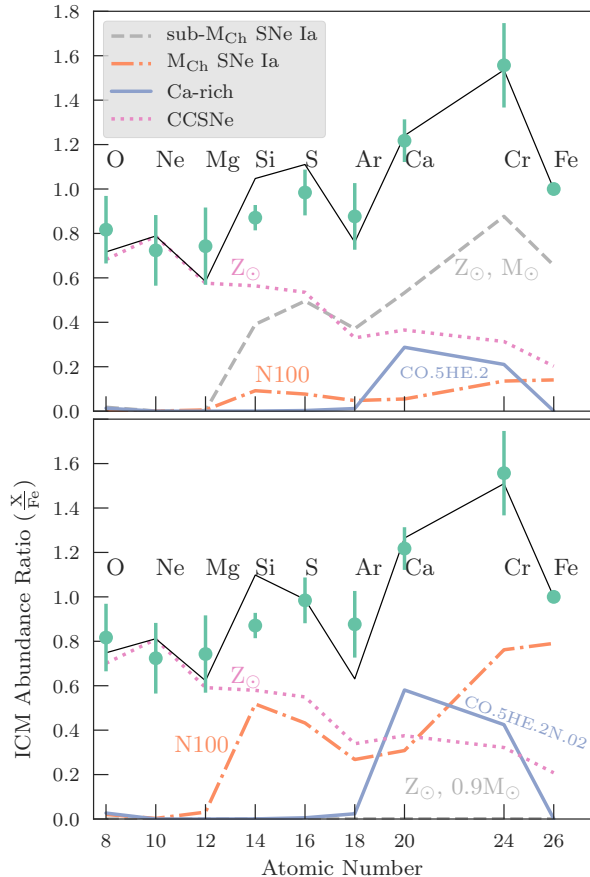 1.8
sub-M_Ch SNe Ia
M_Ch SNe Ia
Ca-rich
CCSNe
1.6
1.4
1.2
O Ne Mg Si S Ar Ca Cr Fe
1.0
0.8
Z⊙
Z⊙, M⊙
0.6
0.4
N100
CO.5HE.2
0.2
0.0
ICM Abundance Ratio (X/Fe)
1.6
1.4
1.2
O Ne Mg Si S Ar Ca Cr Fe
1.0
0.8
Z⊙
0.6
CO.5HE.2N.02
0.4
N100
0.2
Z⊙, 0.9M⊙
0.0
8 10 12 14 16 18 20 24 26
Atomic Number